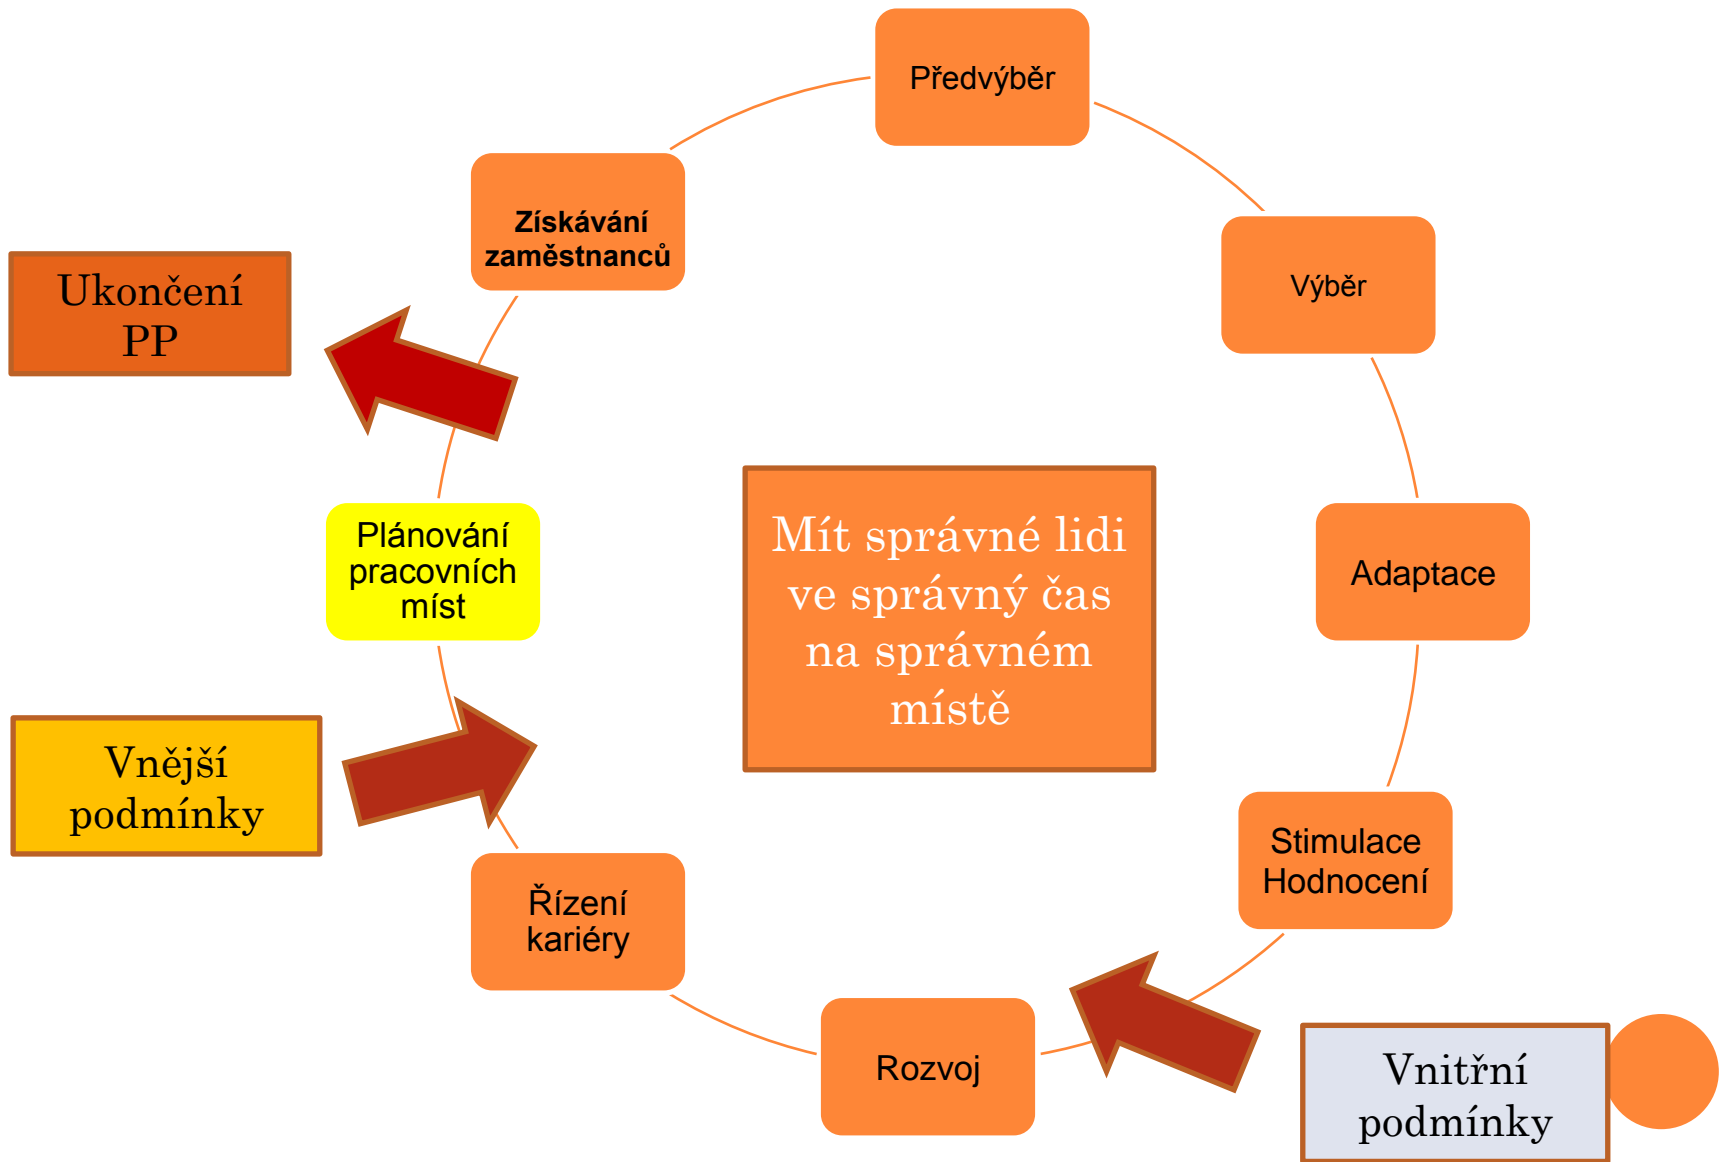 Předvýběr
Získávání
zaměstnanců
Výběr
Ukončení
PP
Plánování
pracovních
míst
Mít správné lidi
ve správný čas
na správném
místě
Adaptace
Vnější
podmínky
Stimulace
Hodnocení
Řízení
kariéry
Rozvoj
Vnitřní
podmínky